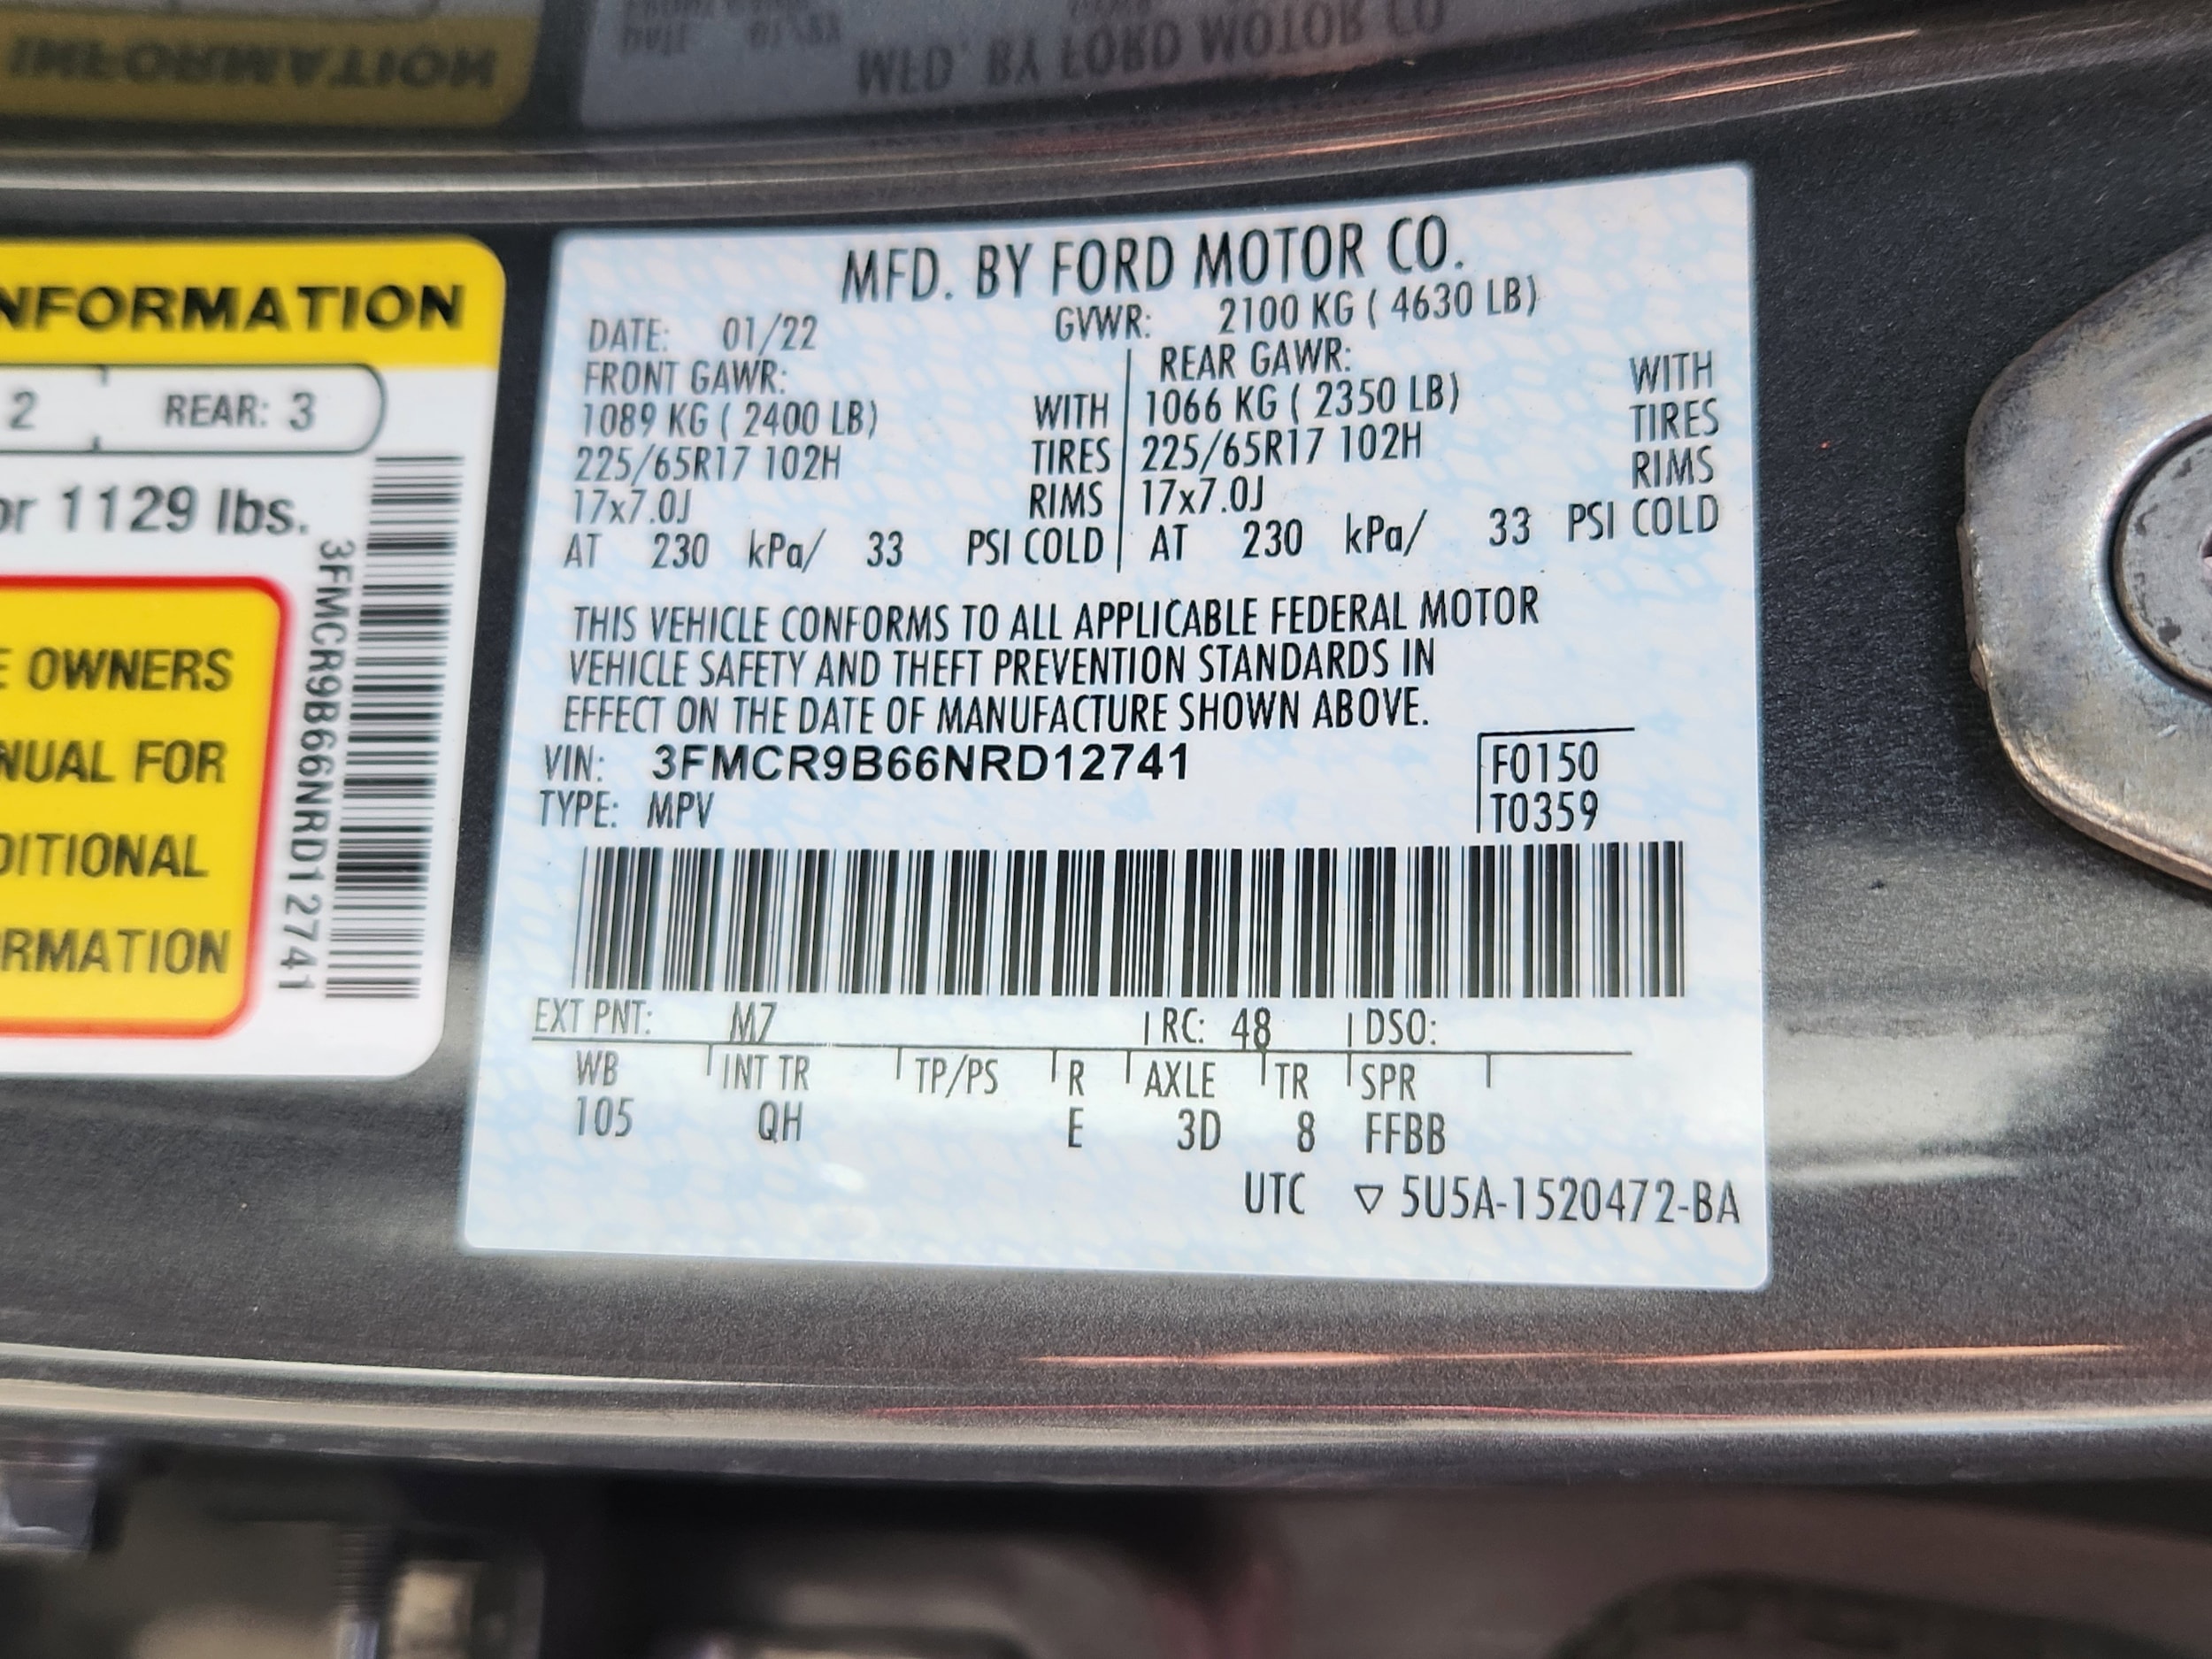 NFORMATION
2 REAR: 3
or 1129 lbs.
E OWNERS
NUAL FOR
DITIONAL
RMATION
3FMCR9B66NRD12741
MFD. BY FORD MOTOR CO.
DATE: 01/22 GVWR: 2100 KG ( 4630 LB)
FRONT GAWR: REAR GAWR:
1089 KG ( 2400 LB) WITH 1066 KG ( 2350 LB) WITH
225/65R17 102H TIRES 225/65R17 102H TIRES
17x7.0J RIMS 17x7.0J RIMS
AT 230 kPa/ 33 PSI COLD AT 230 kPa/ 33 PSI COLD
THIS VEHICLE CONFORMS TO ALL APPLICABLE FEDERAL MOTOR
VEHICLE SAFETY AND THEFT PREVENTION STANDARDS IN
EFFECT ON THE DATE OF MANUFACTURE SHOWN ABOVE.
VIN: 3FMCR9B66NRD12741 F0150
TYPE: MPV T0359
EXT PNT: M7 RC: 48 DSO:
WB INT TR TP/PS R AXLE TR SPR
105 QH E 3D 8 FFBB
UTC ▽ 5U5A-1520472-BA